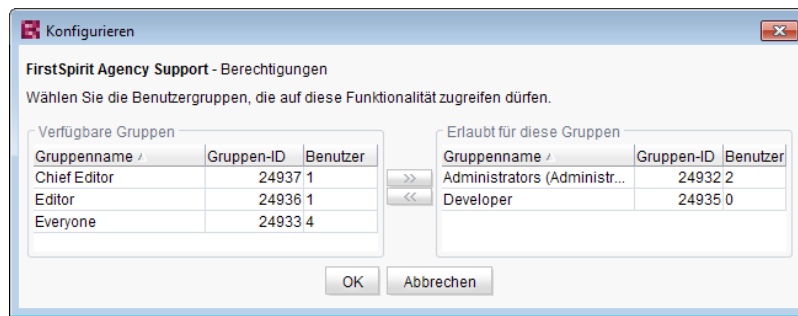 Konfigurieren
FirstSpirit Agency Support - Berechtigungen
Wählen Sie die Benutzergruppen, die auf diese Funktionalität zugreifen dürfen.
Verfügbare Gruppen
Gruppenname Gruppen-ID Benutzer
Chief Editor 24937 1
Editor 24936 1
Everyone 24933 4
>>
<<
Erlaubt für diese Gruppen
Gruppenname Gruppen-ID Benutzer
Administrators (Administr... 24932 2
Developer 24935 0
OK Abbrechen